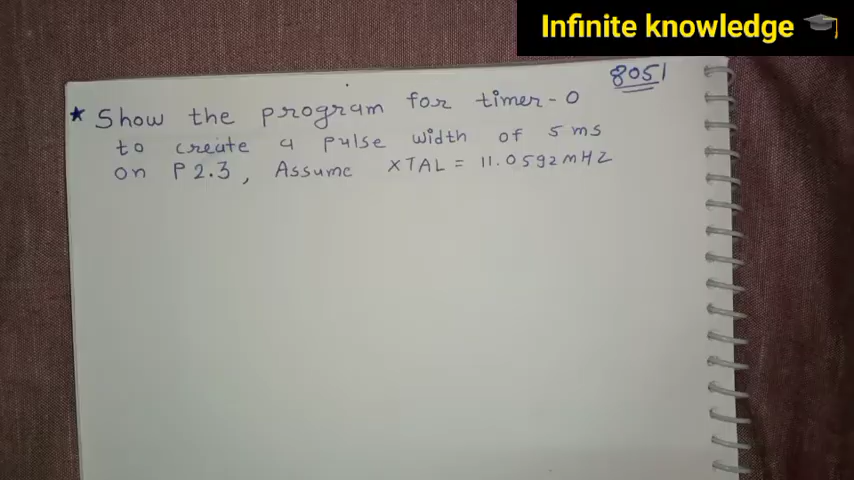 Infinite knowledge 🎓
8051
★ Show the program for timer-0
to create a pulse width of 5 ms
on P2.3, Assume XTAL = 11.0592 mHZ